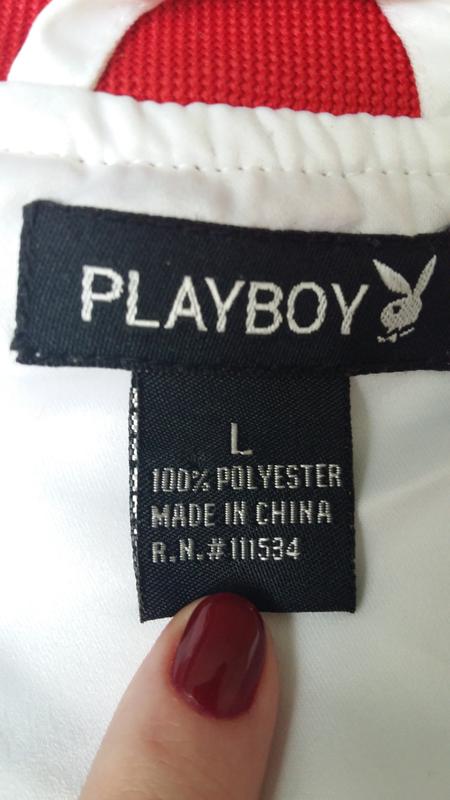 PLAYBOY
L
100% POLYESTER
MADE IN CHINA
R.N.#111534